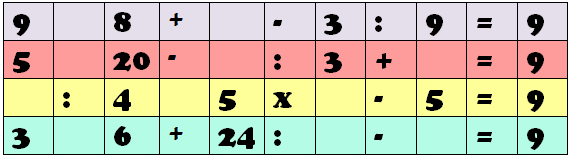 9 8 + - 3 : 9 = 9
5 20 - : 3 + = 9
: 4 5 x - 5 = 9
3 6 + 24 : - = 9